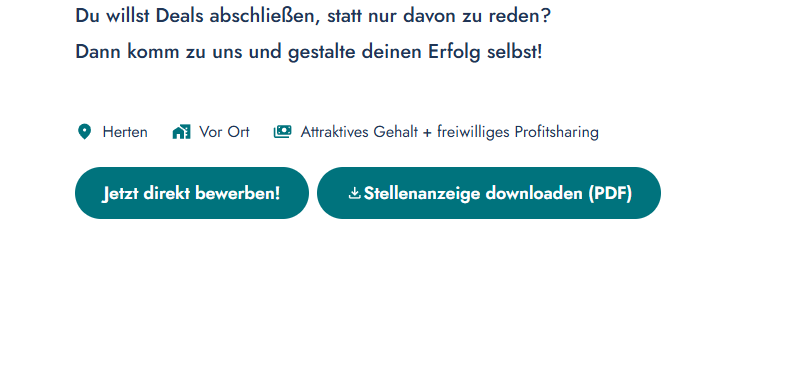 Du willst Deals abschließen, statt nur davon zu reden?
Dann komm zu uns und gestalte deinen Erfolg selbst!
Herten Vor Ort Attraktives Gehalt + freiwilliges Profitsharing
Jetzt direkt bewerben! Stellenanzeige downloaden (PDF)